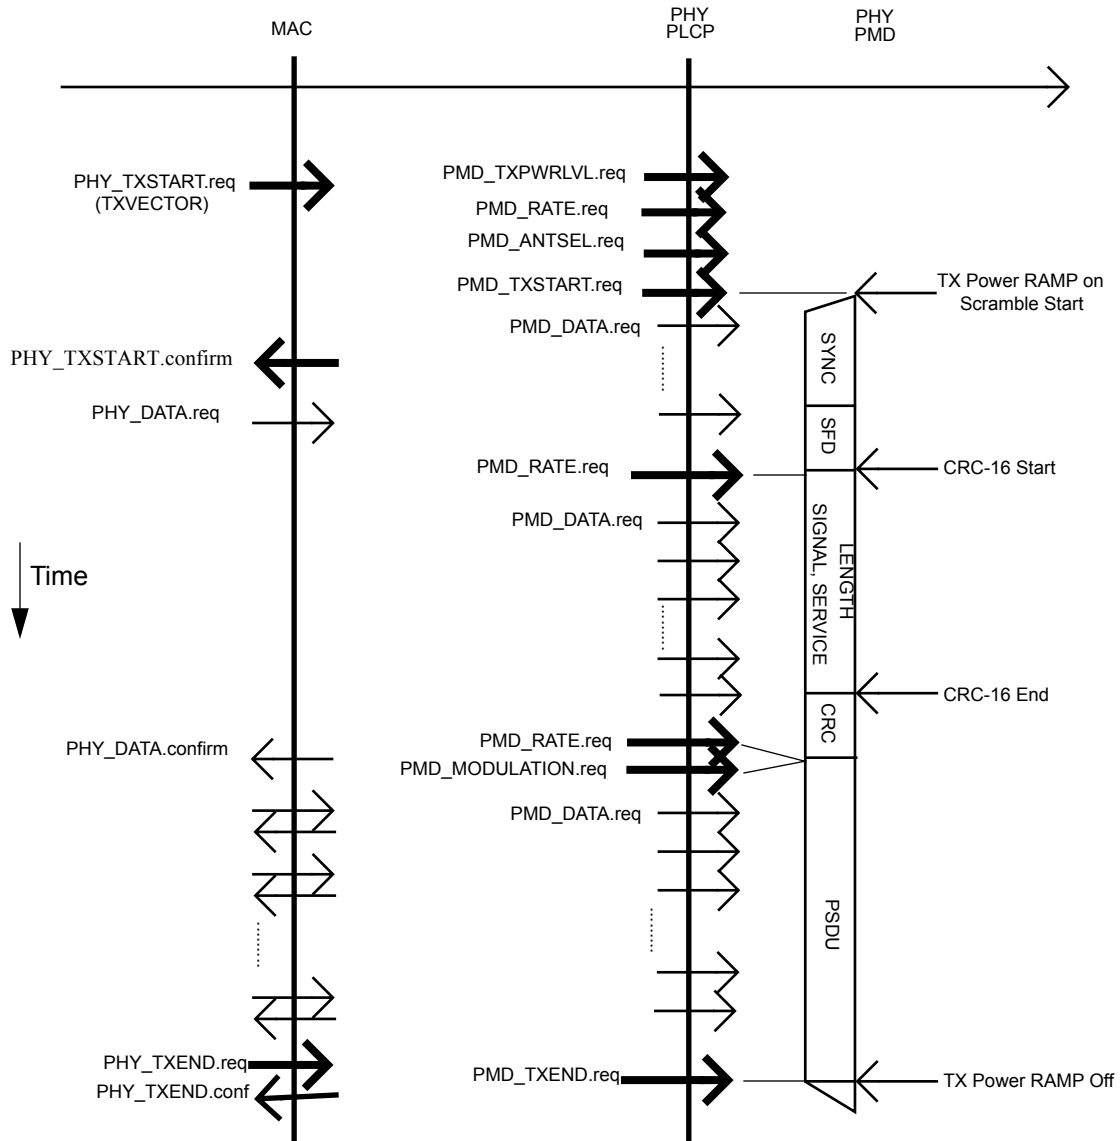 MAC
PHY
PLCP
PHY
PMD
PHY_TXSTART.req
(TXVECTOR)
PMD_TXPWRLVL.req
PMD_RATE.req
PMD_ANTSEL.req
PMD_TXSTART.req
TX Power RAMP on
Scramble Start
PMD_DATA.req
SYNC
PHY_TXSTART.confirm
PHY_DATA.req
SFD
PMD_RATE.req
CRC-16 Start
PMD_DATA.req
LENGTH
SIGNAL, SERVICE
Time
CRC-16 End
CRC
PHY_DATA.confirm
PMD_RATE.req
PMD_MODULATION.req
PMD_DATA.req
PSDU
PHY_TXEND.req
PHY_TXEND.conf
PMD_TXEND.req
TX Power RAMP Off